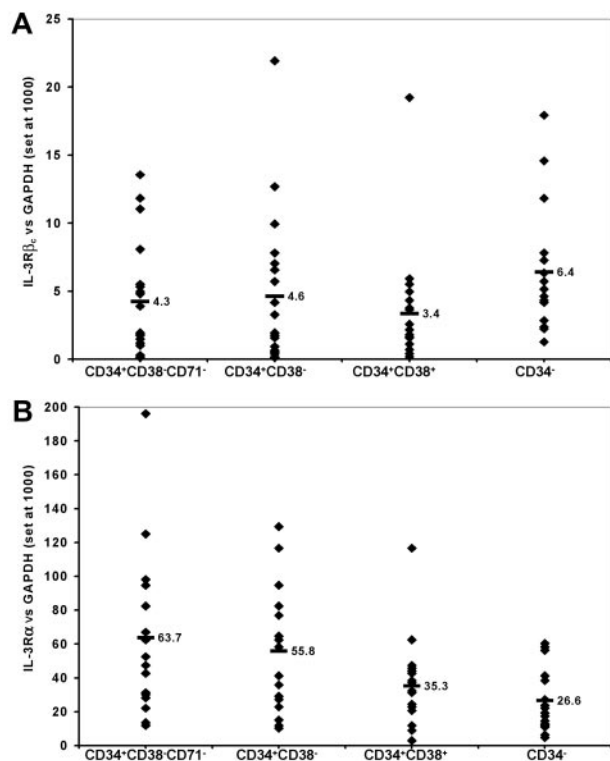 A
IL-3Rβc vs GAPDH (set at 1000)
25
20
15
10
5
0
4.3
4.6
3.4
6.4
CD34⁺CD38⁻CD71⁻
CD34⁺CD38⁻
CD34⁺CD38⁺
CD34⁻
B
IL-3Rα vs GAPDH (set at 1000)
200
180
160
140
120
100
80
60
40
20
0
63.7
55.8
35.3
26.6
CD34⁺CD38⁻CD71⁻
CD34⁺CD38⁻
CD34⁺CD38⁺
CD34⁻